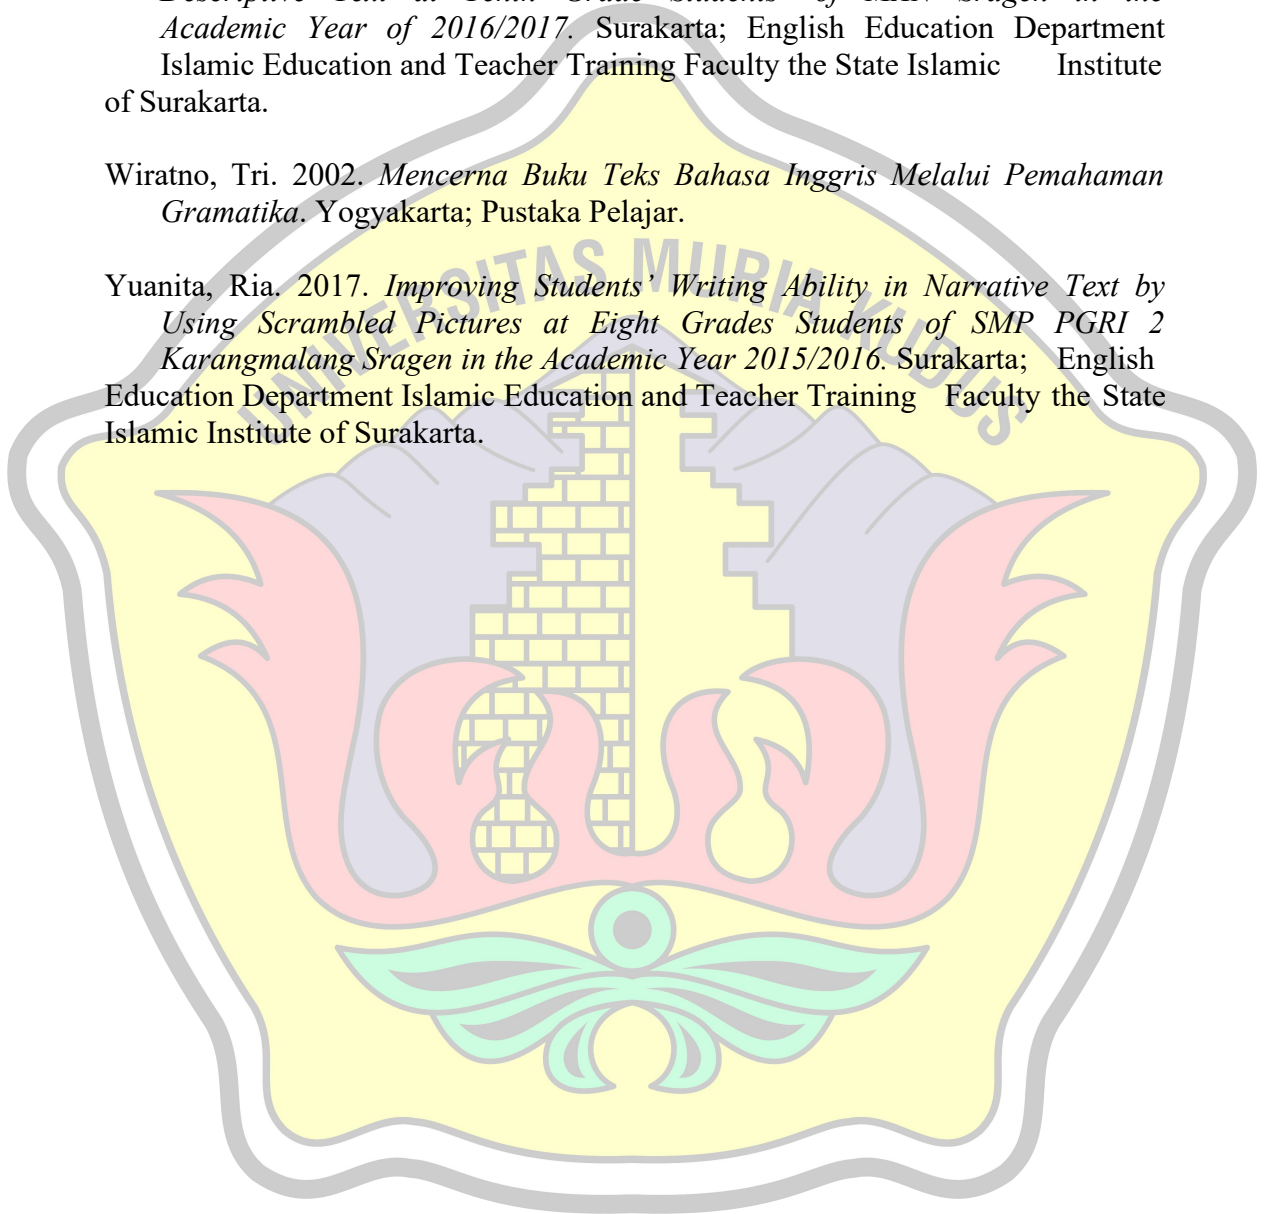 Descriptive Text at Tenth Grade Students of MAN Sragen in the
Academic Year of 2016/2017. Surakarta; English Education Department
Islamic Education and Teacher Training Faculty the State Islamic Institute
of Surakarta.
Wiratno, Tri. 2002. Mencerna Buku Teks Bahasa Inggris Melalui Pemahaman
Gramatika. Yogyakarta; Pustaka Pelajar.
UNIVERSITAS MURIA KUDUS
Yuanita, Ria. 2017. Improving Students’ Writing Ability in Narrative Text by
Using Scrambled Pictures at Eight Grades Students of SMP PGRI 2
Karangmalang Sragen in the Academic Year 2015/2016. Surakarta; English
Education Department Islamic Education and Teacher Training Faculty the State
Islamic Institute of Surakarta.